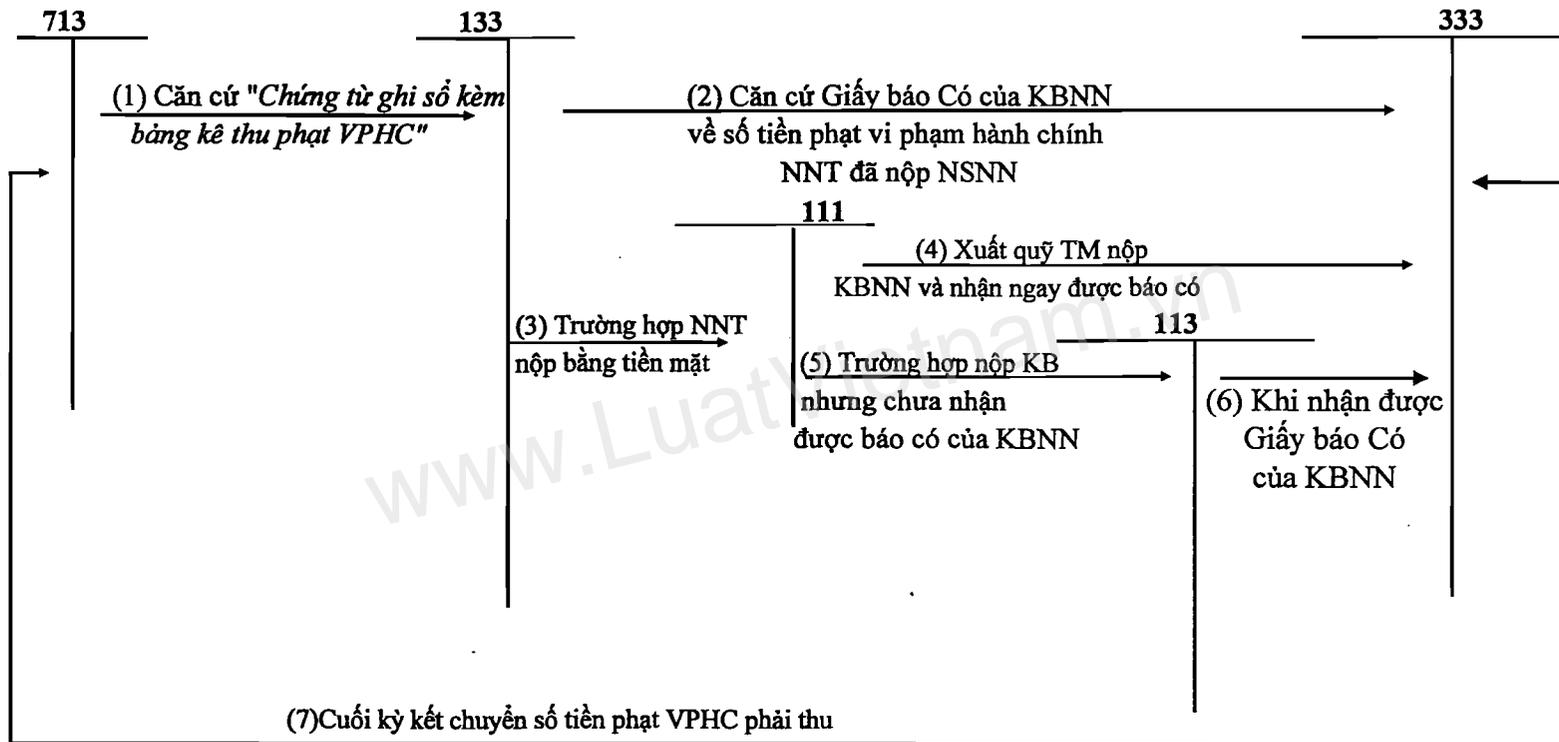 713
133
333
(1) Căn cứ "Chứng từ ghi sổ kèm
bảng kê thu phạt VPHC"
(2) Căn cứ Giấy báo Có của KBNN
về số tiền phạt vi phạm hành chính
NNT đã nộp NSNN
111
(4) Xuất quỹ TM nộp
KBNN và nhận ngay được báo có
(3) Trường hợp NNT
nộp bằng tiền mặt
113
(5) Trường hợp nộp KB
nhưng chưa nhận
được báo có của KBNN
(6) Khi nhận được
Giấy báo Có
của KBNN
www.LuatVietnam.vn
(7)Cuối kỳ kết chuyển số tiền phạt VPHC phải thu